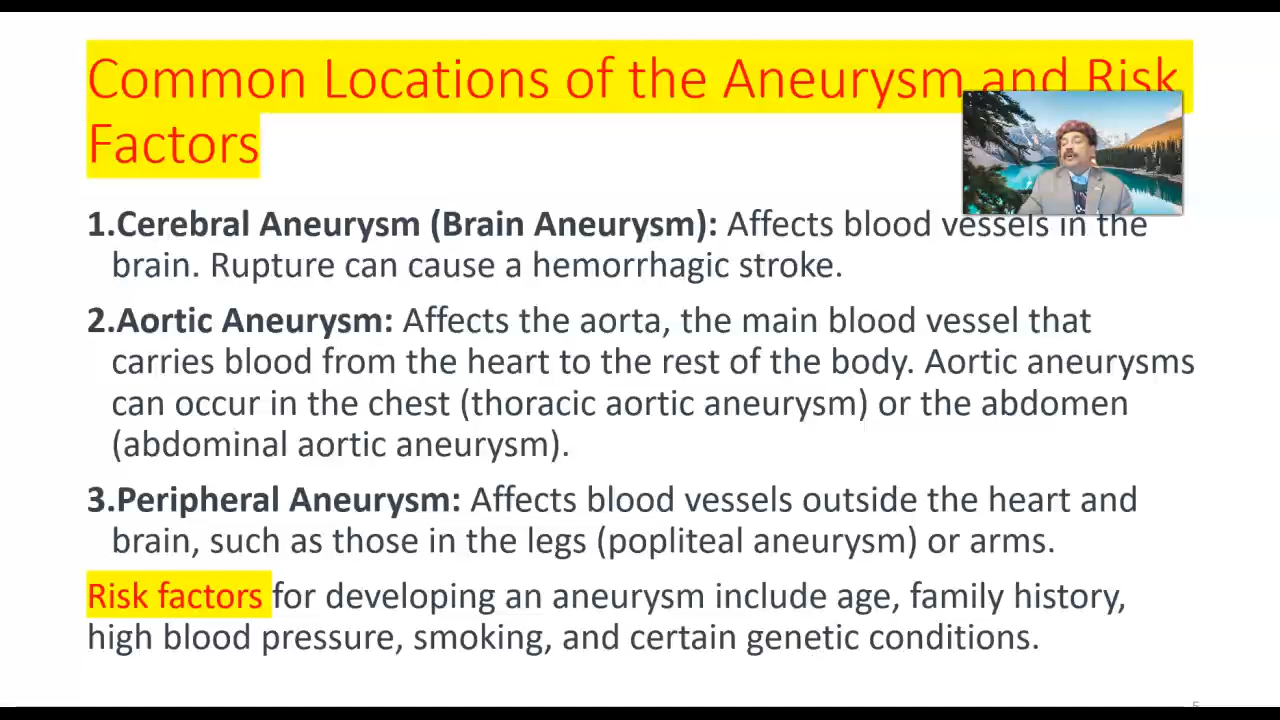 Common Locations of the Aneurysm and Risk
Factors
1.Cerebral Aneurysm (Brain Aneurysm): Affects blood vessels in the
brain. Rupture can cause a hemorrhagic stroke.
2.Aortic Aneurysm: Affects the aorta, the main blood vessel that
carries blood from the heart to the rest of the body. Aortic aneurysms
can occur in the chest (thoracic aortic aneurysm) or the abdomen
(abdominal aortic aneurysm).
3.Peripheral Aneurysm: Affects blood vessels outside the heart and
brain, such as those in the legs (popliteal aneurysm) or arms.
Risk factors for developing an aneurysm include age, family history,
high blood pressure, smoking, and certain genetic conditions.